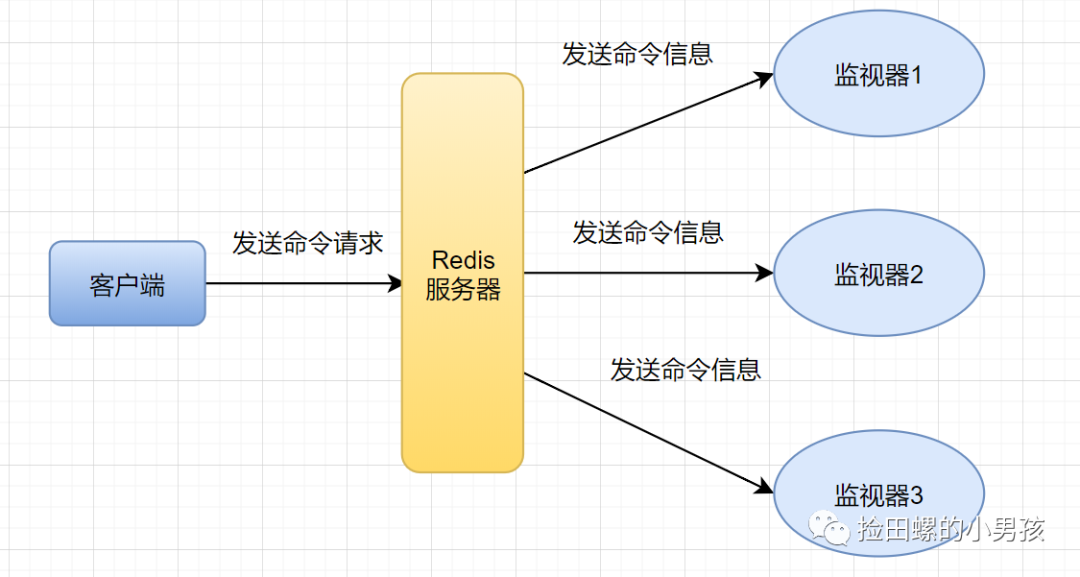 发送命令信息
监视器1
发送命令请求
客户端
Redis
服务器
发送命令信息
监视器2
发送命令信息
监视器3
捡田螺的小男孩